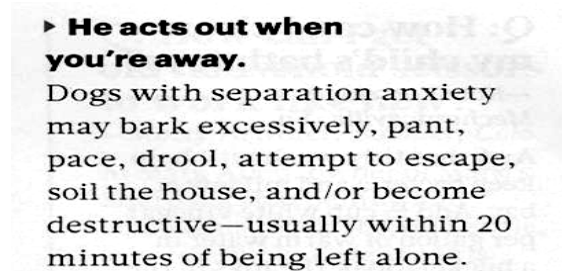 ▸ He acts out when
you're away.
Dogs with separation anxiety
may bark excessively, pant,
pace, drool, attempt to escape,
soil the house, and/or become
destructive—usually within 20
minutes of being left alone.